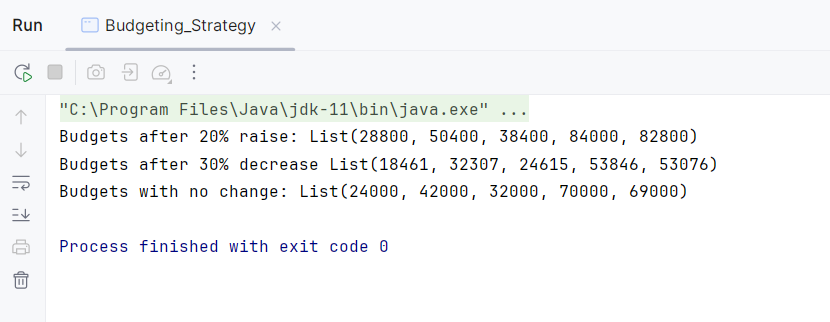 Run Budgeting_Strategy
"C:\Program Files\Java\jdk-11\bin\java.exe" ...
Budgets after 20% raise: List(28800, 50400, 38400, 84000, 82800)
Budgets after 30% decrease List(18461, 32307, 24615, 53846, 53076)
Budgets with no change: List(24000, 42000, 32000, 70000, 69000)
Process finished with exit code 0